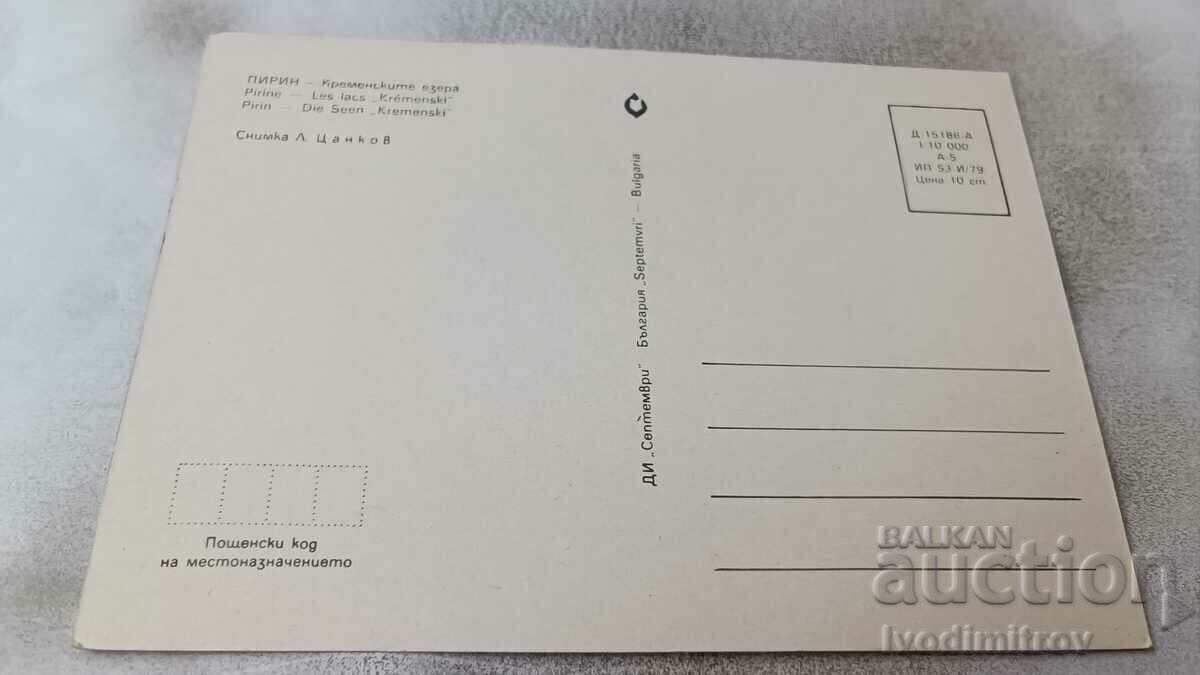 ПИРИН — Кременските езера
Pirine — Les lacs „Krémenski"
Pirin — Die Seen „Kremenski"
Снимка Л. Цанков
ДИ „Септември" България „Septemvri" — Bulgaria
Д 15186-А
I 10 000
А-5
ИП 53 И/79
Цена 10 ст.
Пощенски код
на местоназначението
BALKAN
auction
Ivodimitrov